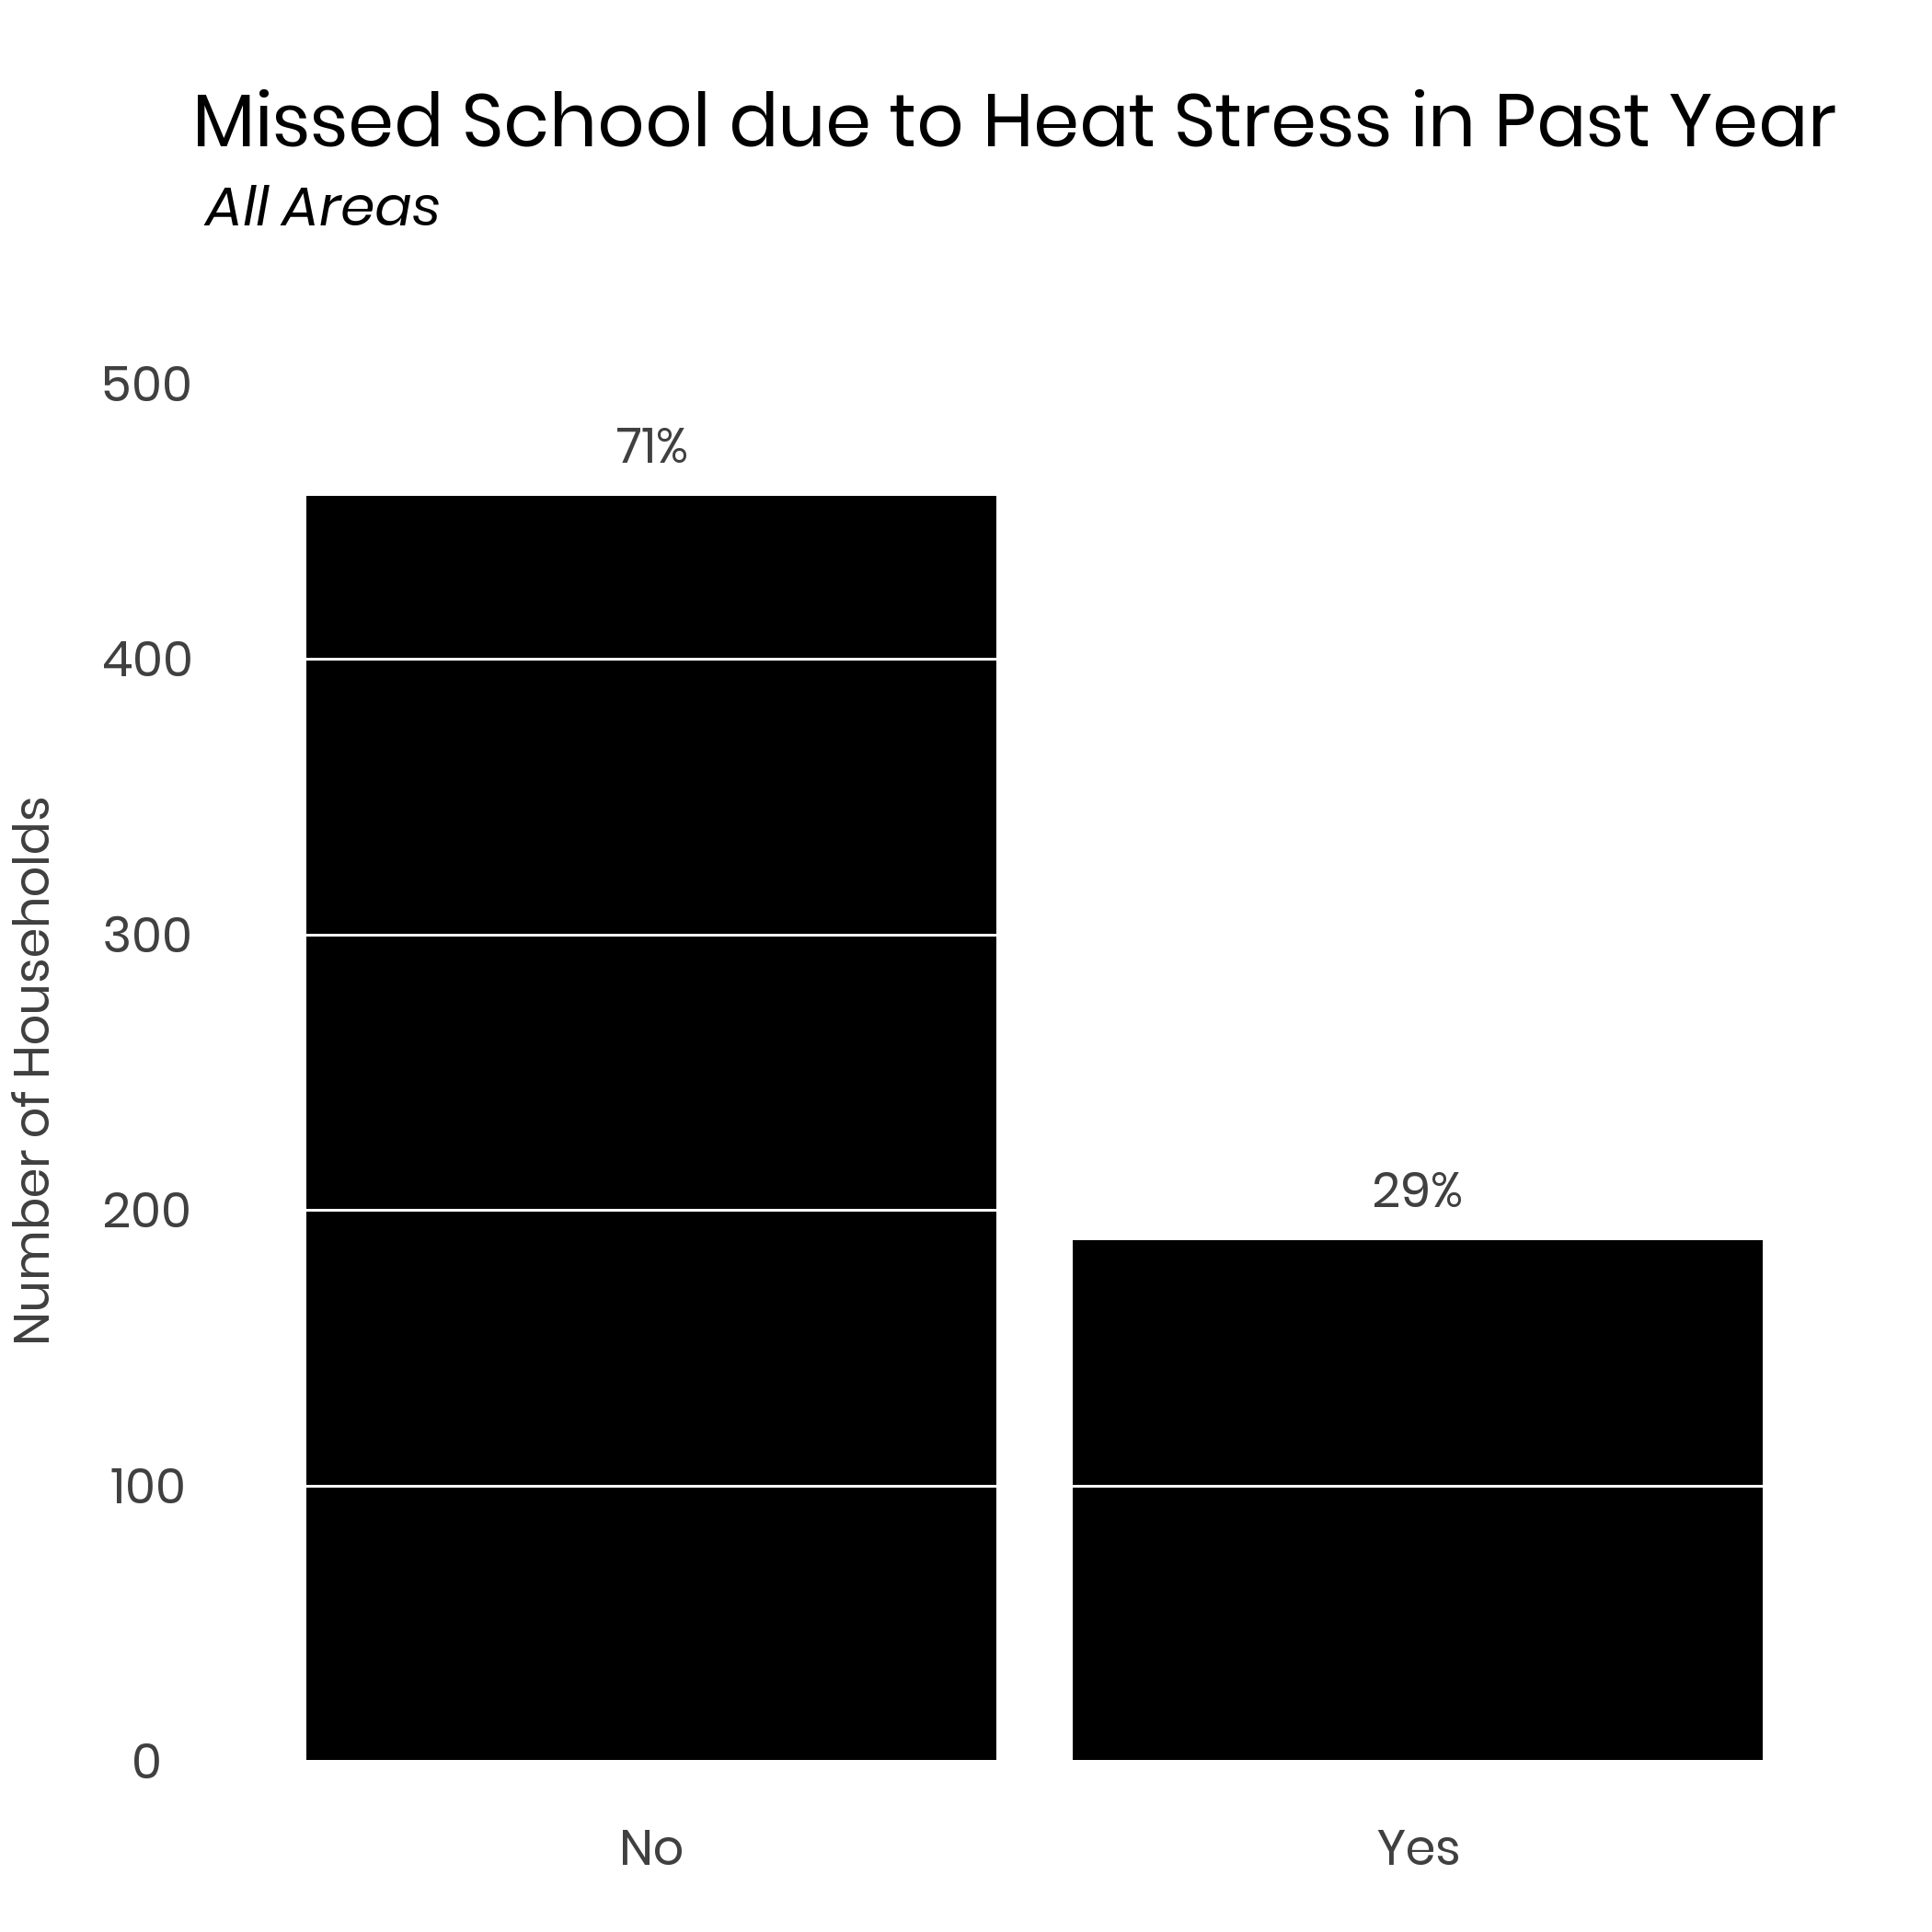 Missed School due to Heat Stress in Past Year
All Areas
500
71%
400
300
Number of Households
200
29%
100
0
No
Yes